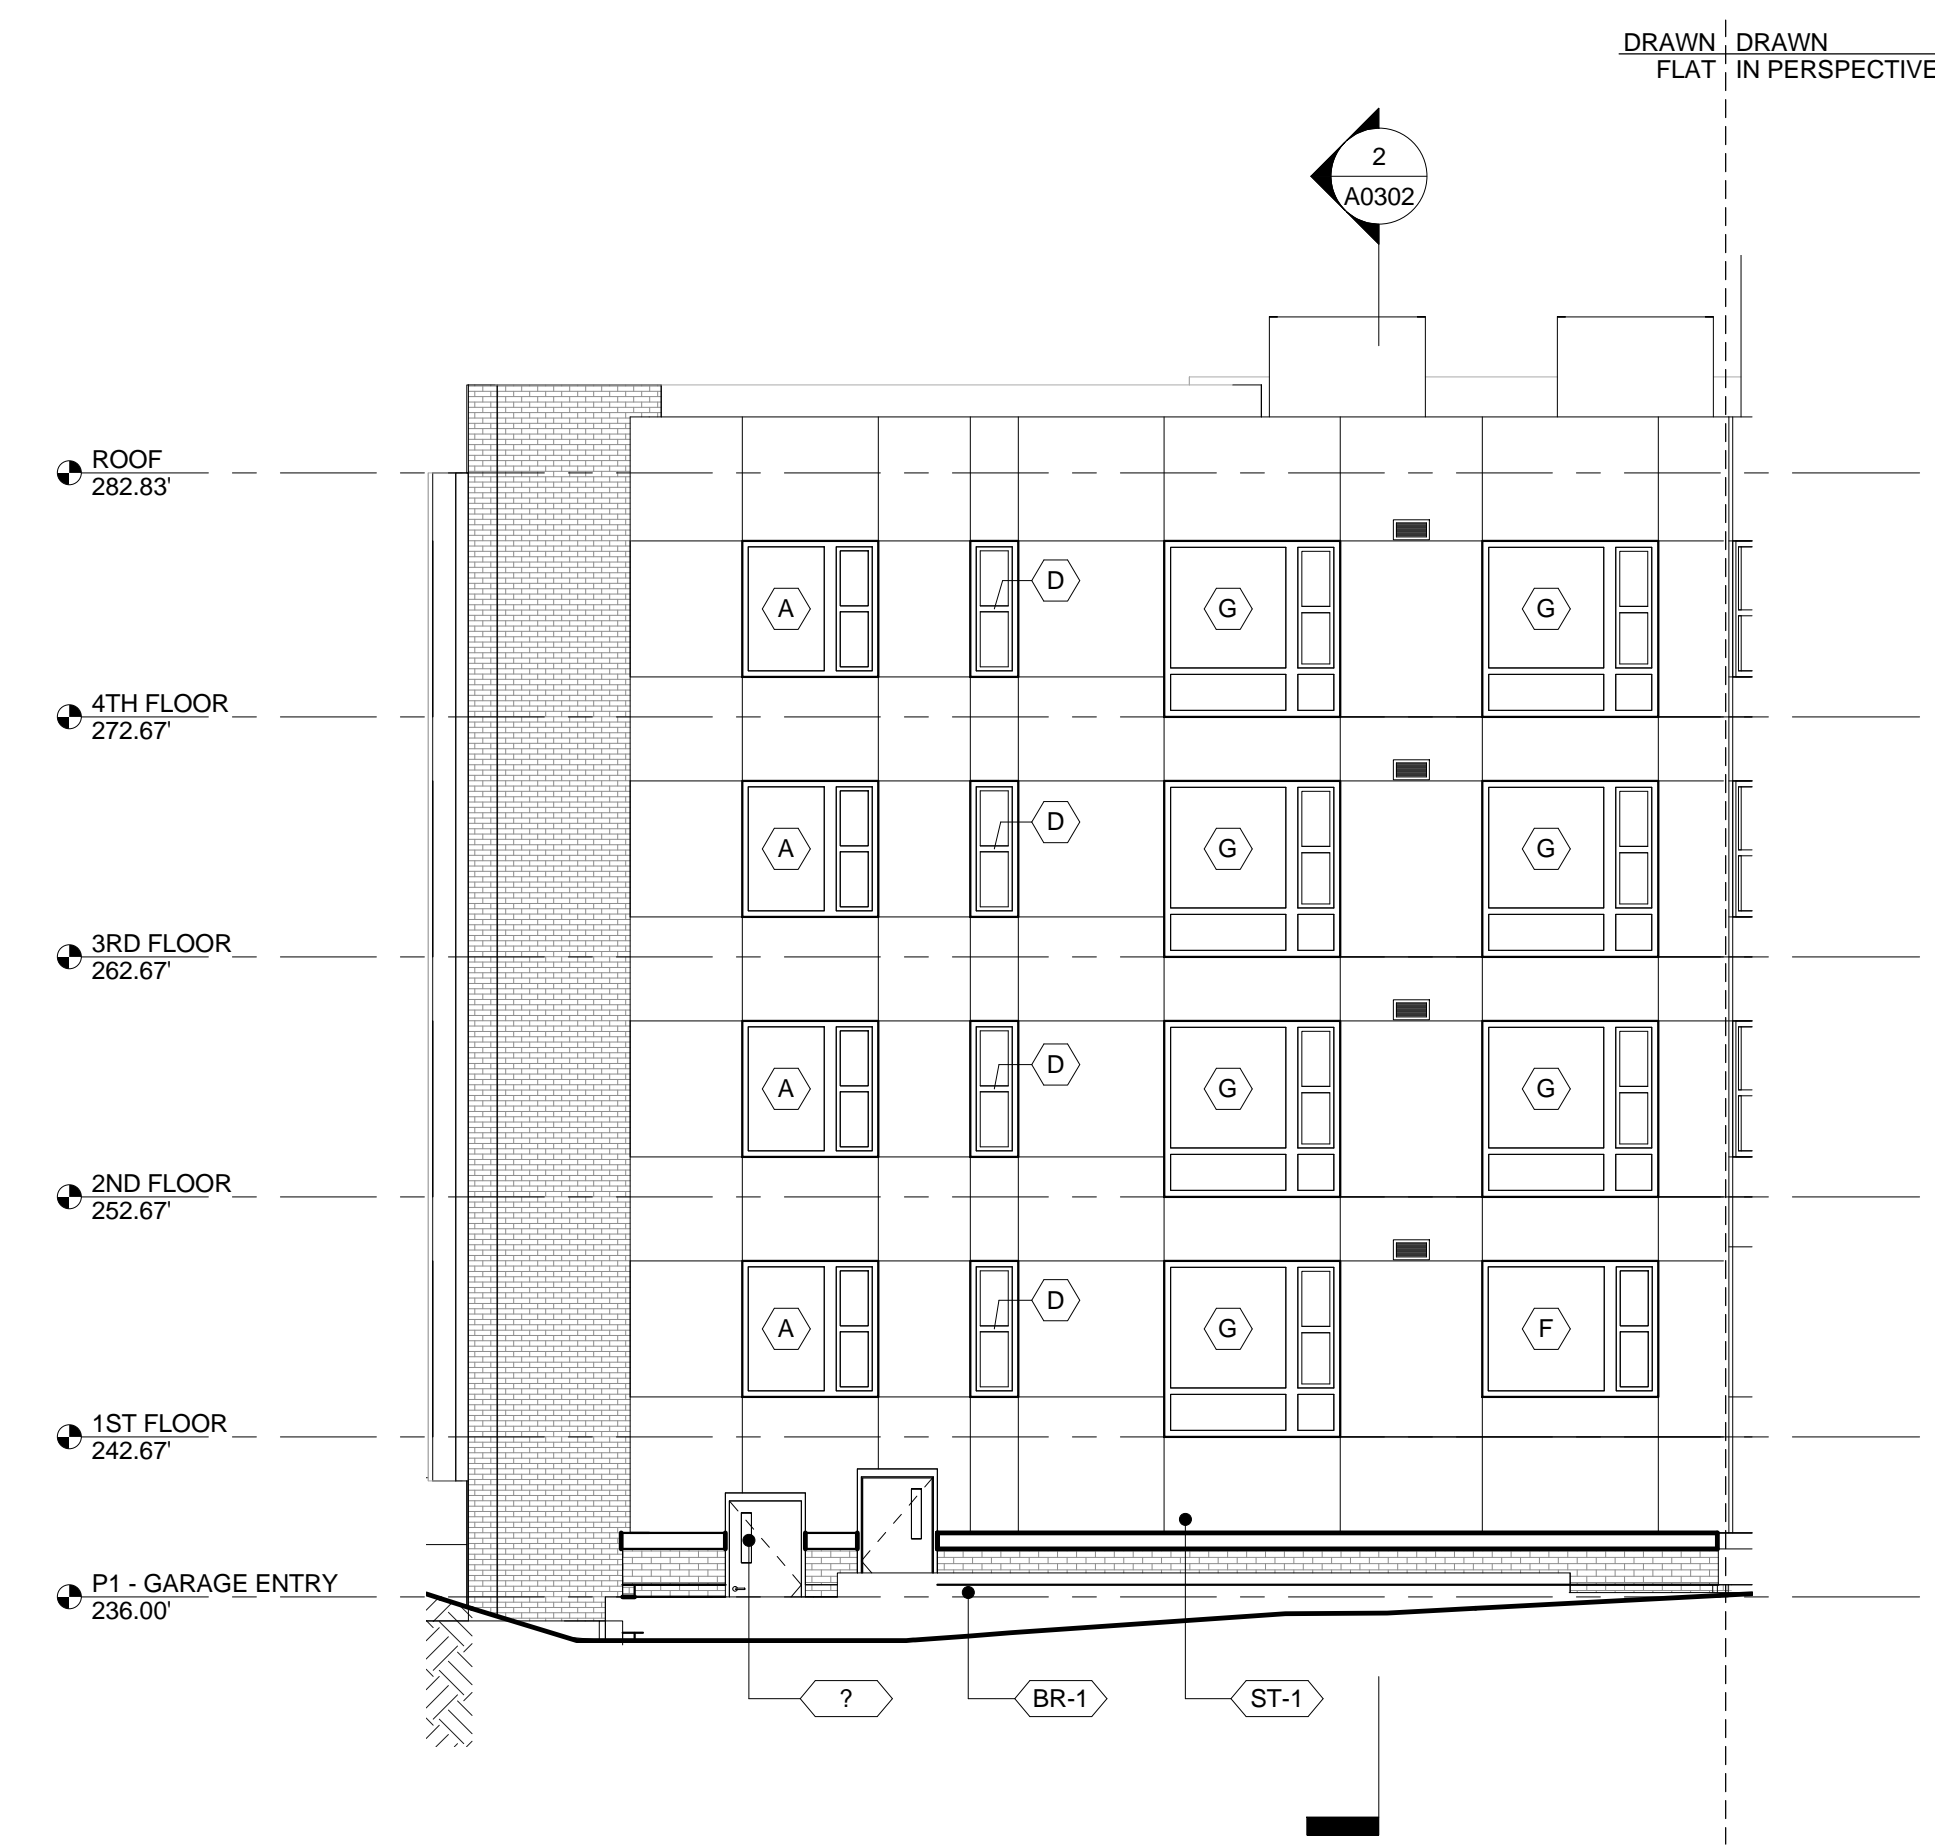 DRAWN DRAWN
FLAT IN PERSPECTIVE
2
A0302
ROOF
282.83'
A D G G
4TH FLOOR
272.67'
A D G G
3RD FLOOR
262.67'
A D G G
2ND FLOOR
252.67'
A D G F
1ST FLOOR
242.67'
P1 - GARAGE ENTRY
236.00'
? BR-1 ST-1